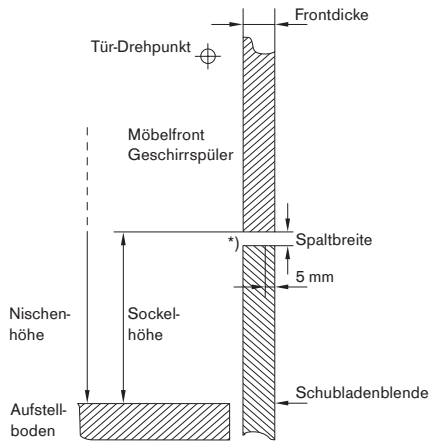 Frontdicke
Tür-Drehpunkt
Möbelfront
Geschirrspüler
*)
Spaltbreite
5 mm
Nischen-
höhe
Sockel-
höhe
Schubladenblende
Aufstell-
boden